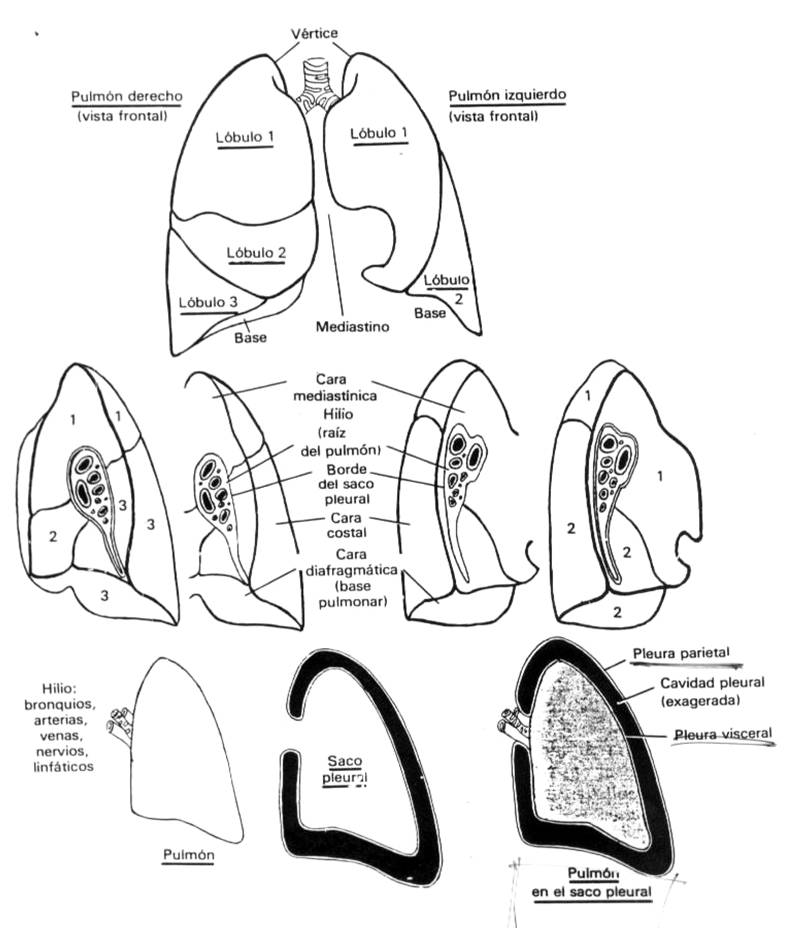 Vértice
Pulmón derecho
(vista frontal)
Pulmón izquierdo
(vista frontal)
Lóbulo 1
Lóbulo 1
Lóbulo 2
Lóbulo 3
Lóbulo
2
Base
Base
Mediastino
Cara
mediastínica
Hilio
(raíz
del pulmón)
Borde
del saco
pleural
Cara
costal
Cara
diafragmática
(base
pulmonar)
1
1
2
3
3
3
1
1
2
2
2
Hilio:
bronquios,
arterias,
venas,
nervios,
linfáticos
Pulmón
Saco
pleural
Pleura parietal
Cavidad pleural
(exagerada)
Pleura visceral
Pulmón
en el saco pleural